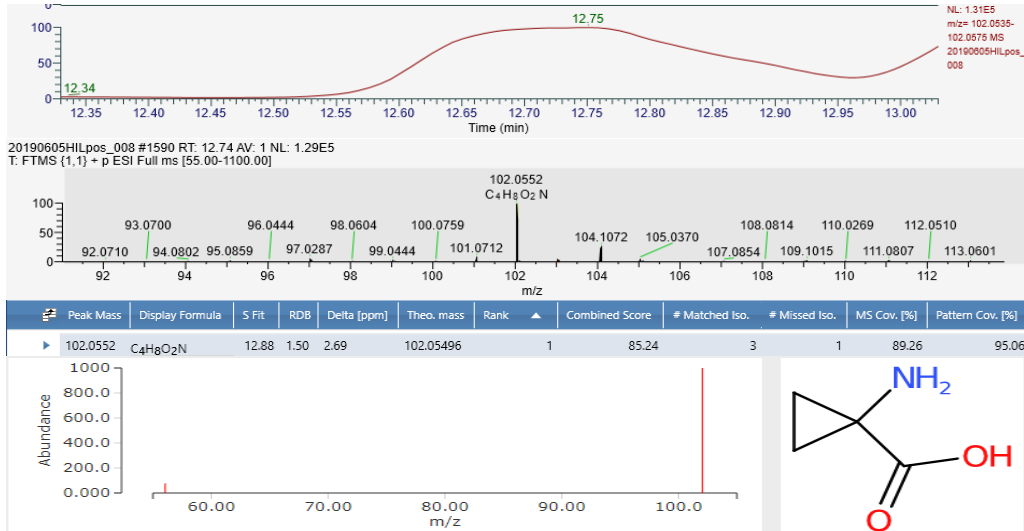 0
100
50
0
12.34
12.75
12.35 12.40 12.45 12.50 12.55 12.60 12.65 12.70 12.75 12.80 12.85 12.90 12.95 13.00
Time (min)
NL: 1.31E5
m/z= 102.0535-
102.0575 MS
20190605HILpos_
008
20190605HILpos_008 #1590 RT: 12.74 AV: 1 NL: 1.29E5
T: FTMS {1,1} + p ESI Full ms [55.00-1100.00]
102.0552
C4H8O2N
100
50
0
93.0700 96.0444 98.0604 100.0759 108.0814 110.0269 112.0510
104.1072 105.0370
92.0710 94.0802 95.0859 97.0287 99.0444 101.0712 107.0854 109.1015 111.0807 113.0601
92 94 96 98 100 102 104 106 108 110 112
m/z
Peak Mass Display Formula S Fit RDB Delta [ppm] Theo. mass Rank Combined Score # Matched Iso. # Missed Iso. MS Cov. [%] Pattern Cov. [%]
102.0552 C4H8O2N 12.88 1.50 2.69 102.05496 1 85.24 3 1 89.26 95.06
1000
800.0
600.0
400.0
200.0
0.000
Abundance
60.00 70.00 80.00 90.00 100.0
m/z
NH2
OH
O